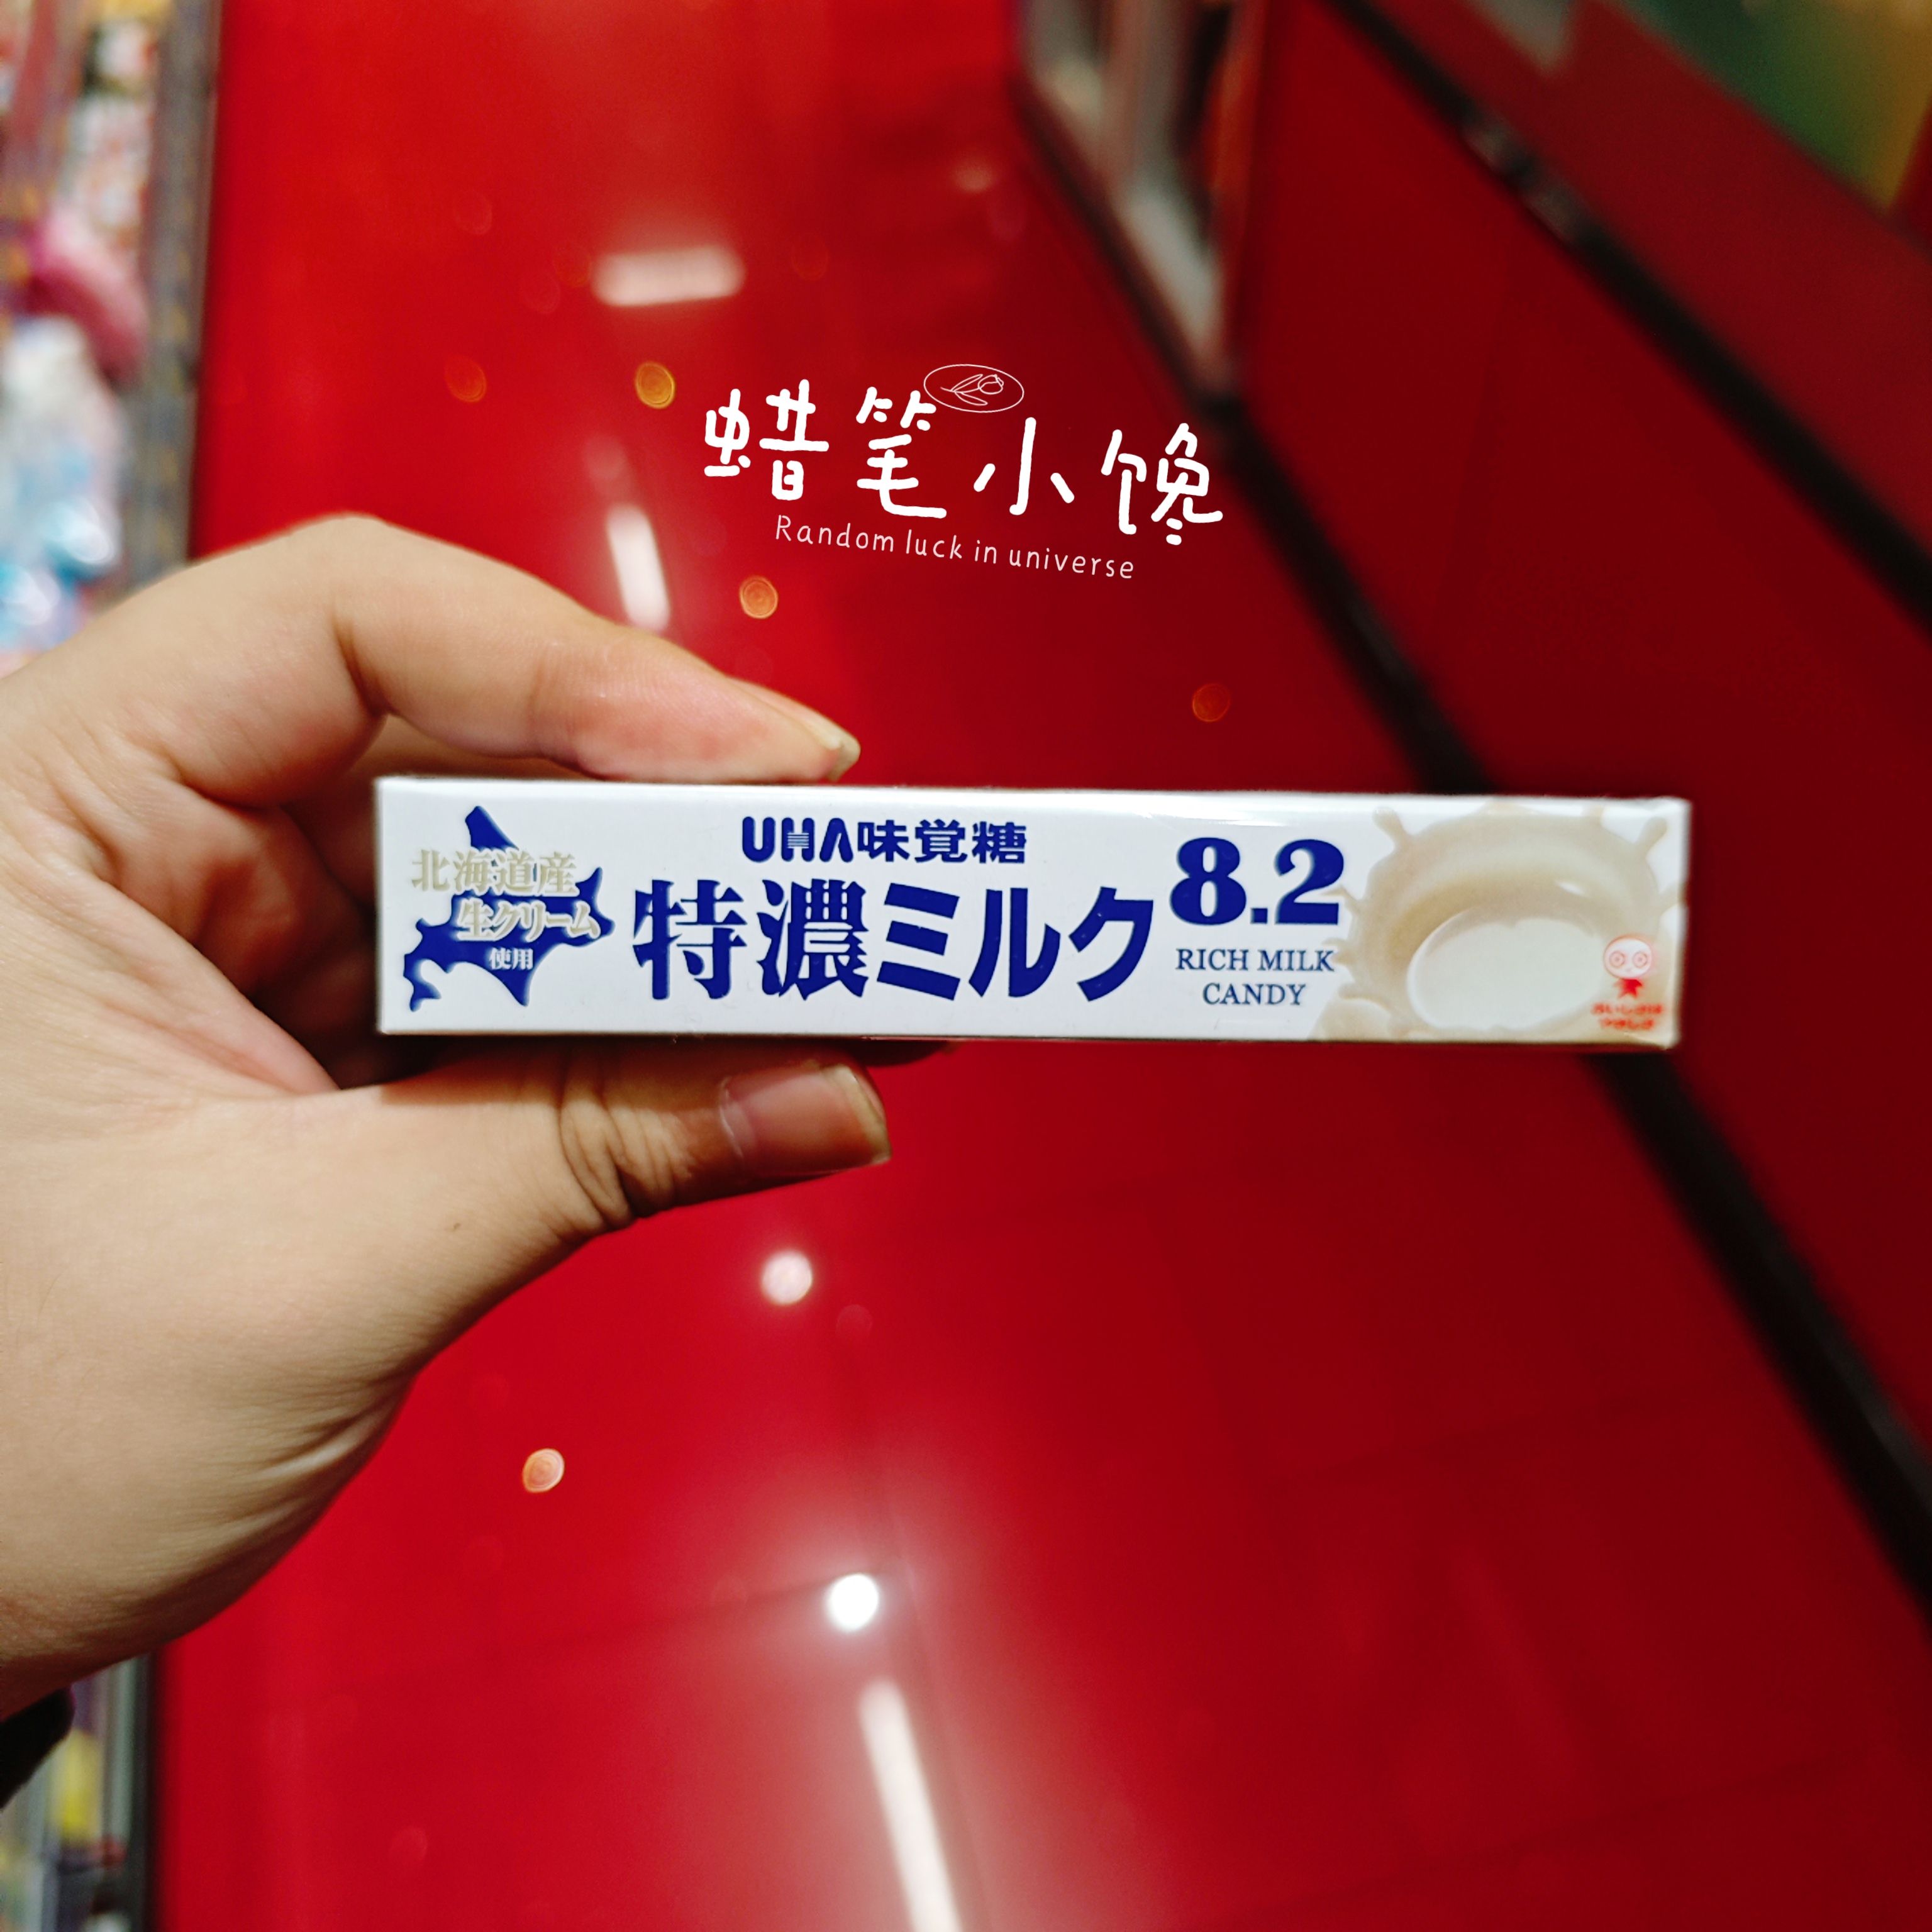 蜡笔小馋
Random luck in universe
UHA味覚糖
北海道産
生クリーム
使用
特濃ミルク 8.2
RICH MILK
CANDY